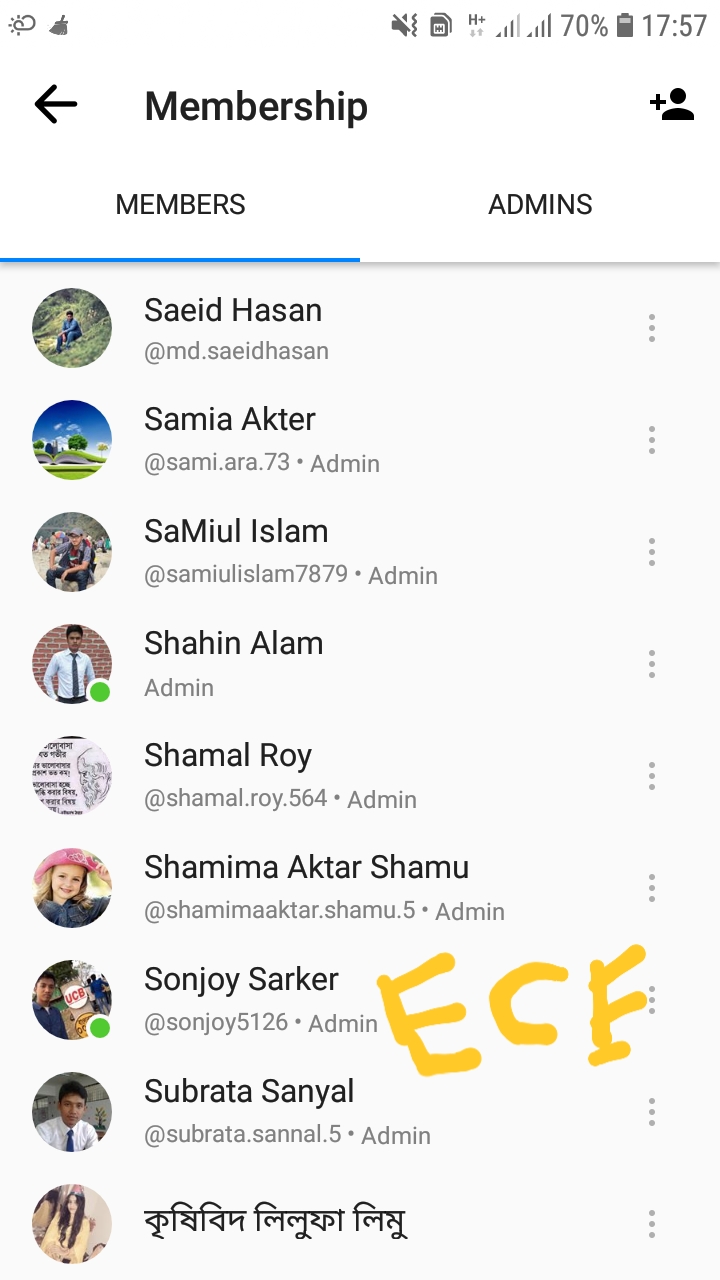 H+ 70% 17:57
Membership
MEMBERS ADMINS
Saeid Hasan
@md.saeidhasan
Samia Akter
@sami.ara.73 • Admin
SaMiul Islam
@samiulislam7879 • Admin
Shahin Alam
Admin
Shamal Roy
@shamal.roy.564 • Admin
Shamima Aktar Shamu
@shamimaaktar.shamu.5 • Admin
Sonjoy Sarker
@sonjoy5126 • Admin
ECE
UCB
Subrata Sanyal
@subrata.sannal.5 • Admin
কৃষিবিদ লিলুফা লিমু